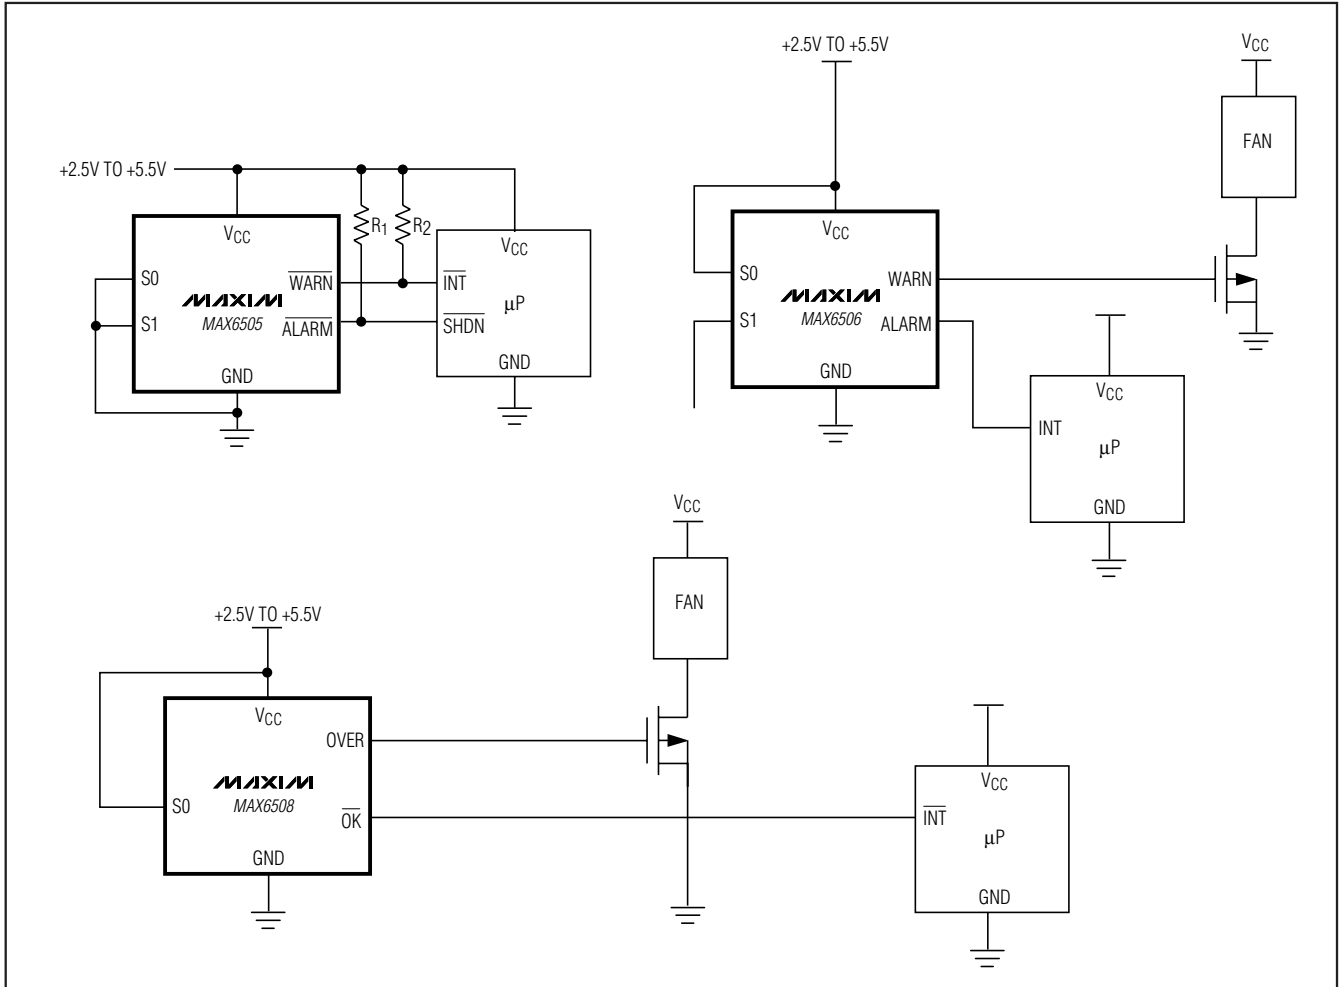 +2.5V TO +5.5V
VCC
R1
R2
S0
S1
MAXIM
MAX6505
WARN
ALARM
GND
VCC
INT
μP
SHDN
GND
+2.5V TO +5.5V
VCC
S0
S1
MAXIM
MAX6506
WARN
ALARM
GND
VCC
FAN
VCC
INT
μP
GND
+2.5V TO +5.5V
VCC
S0
MAXIM
MAX6508
OVER
OK
GND
VCC
FAN
VCC
INT
μP
GND